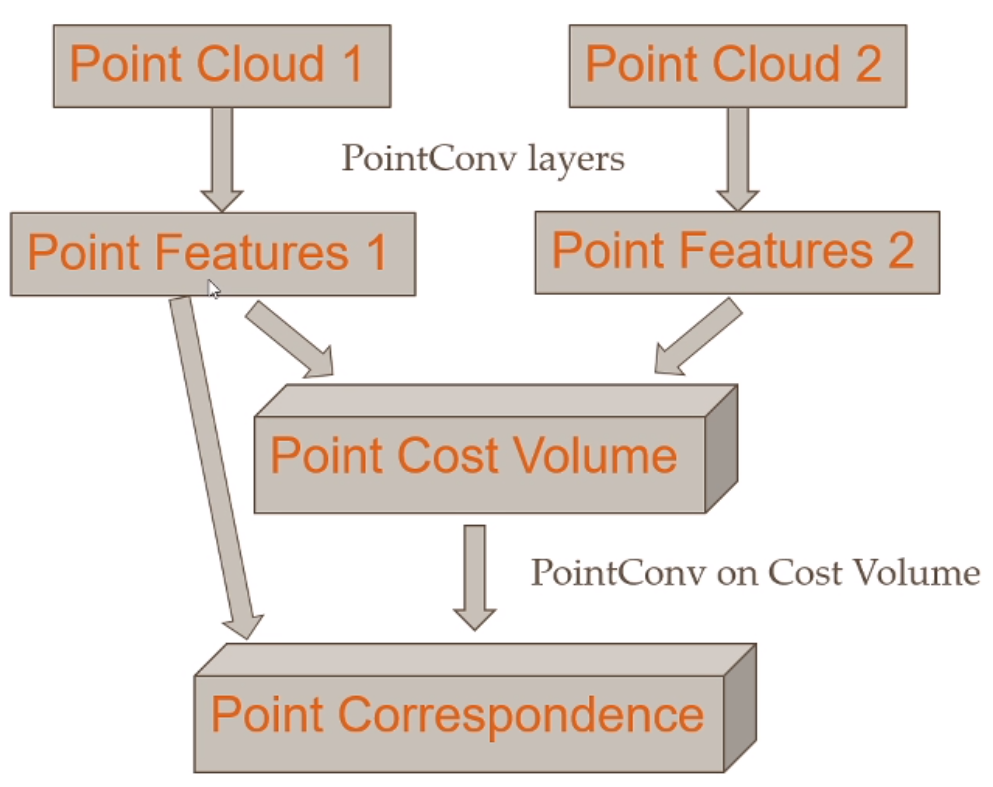 Point Cloud 1
Point Cloud 2
PointConv layers
Point Features 1
Point Features 2
Point Cost Volume
PointConv on Cost Volume
Point Correspondence